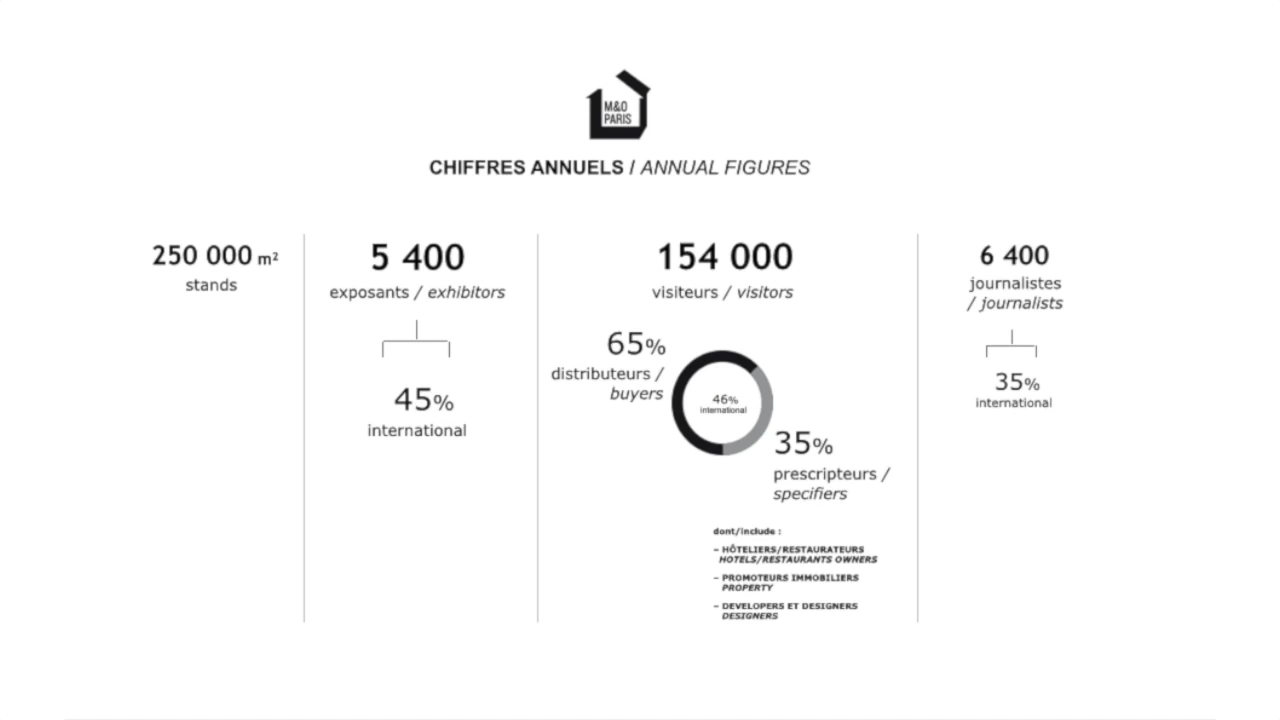 M&O
PARIS
CHIFFRES ANNUELS / ANNUAL FIGURES
250 000 m²
stands
5 400
exposants / exhibitors
45%
international
154 000
visiteurs / visitors
65%
distributeurs /
buyers
46%
international
35%
prescripteurs /
specifiers
dont/include :
– HÔTELIERS/RESTAURATEURS
HOTELS/RESTAURANTS OWNERS
– PROMOTEURS IMMOBILIERS
PROPERTY
– DEVELOPERS ET DESIGNERS
DESIGNERS
6 400
journalistes
/ journalists
35%
international